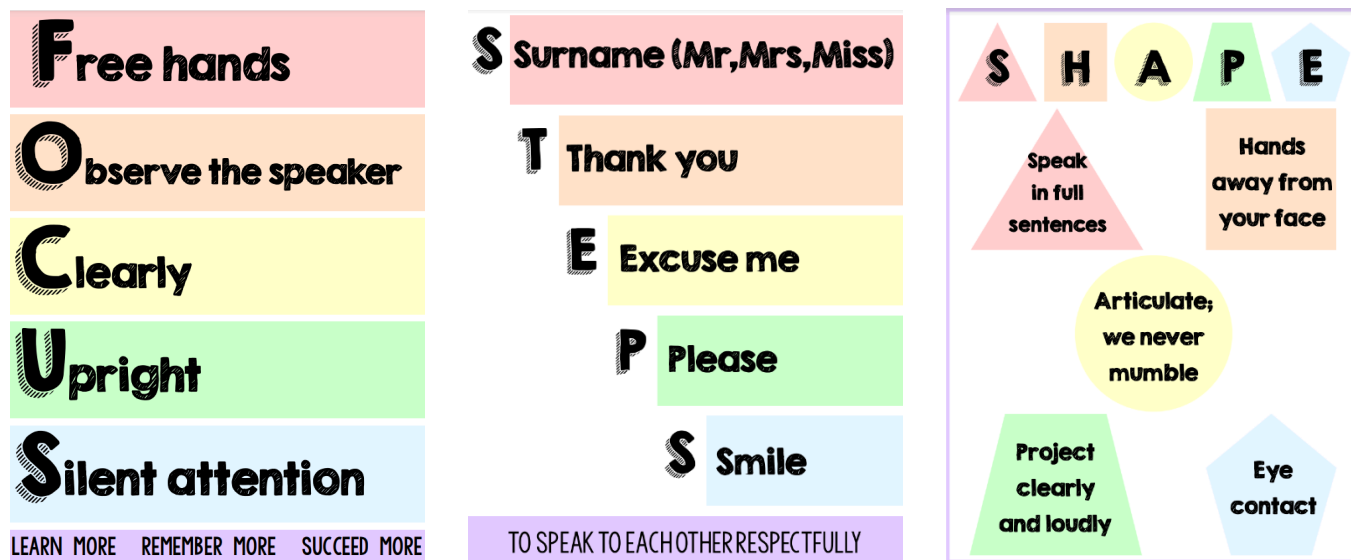 Free hands
Observe the speaker
Clearly
Upright
Silent attention
LEARN MORE REMEMBER MORE SUCCEED MORE
S Surname (Mr,Mrs,Miss)
T Thank you
E Excuse me
P Please
S Smile
TO SPEAK TO EACH OTHER RESPECTFULLY
S H A P E
Speak
in full
sentences
Hands
away from
your face
Articulate;
we never
mumble
Project
clearly
and loudly
Eye
contact